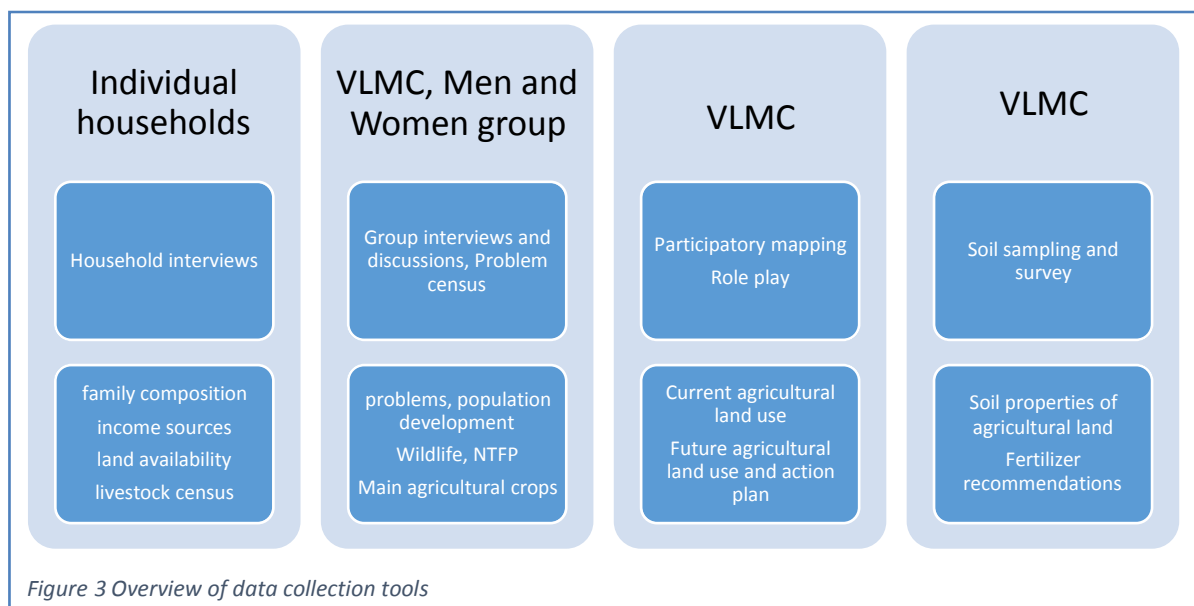 Individual
households
Household interviews
family composition
income sources
land availability
livestock census
VLMC, Men and
Women group
Group interviews and
discussions, Problem
census
problems, population
development
Wildlife, NTFP
Main agricultural crops
VLMC
Participatory mapping
Role play
Current agricultural
land use
Future agricultural
land use and action
plan
VLMC
Soil sampling and
survey
Soil properties of
agricultural land
Fertilizer
recommendations
Figure 3 Overview of data collection tools